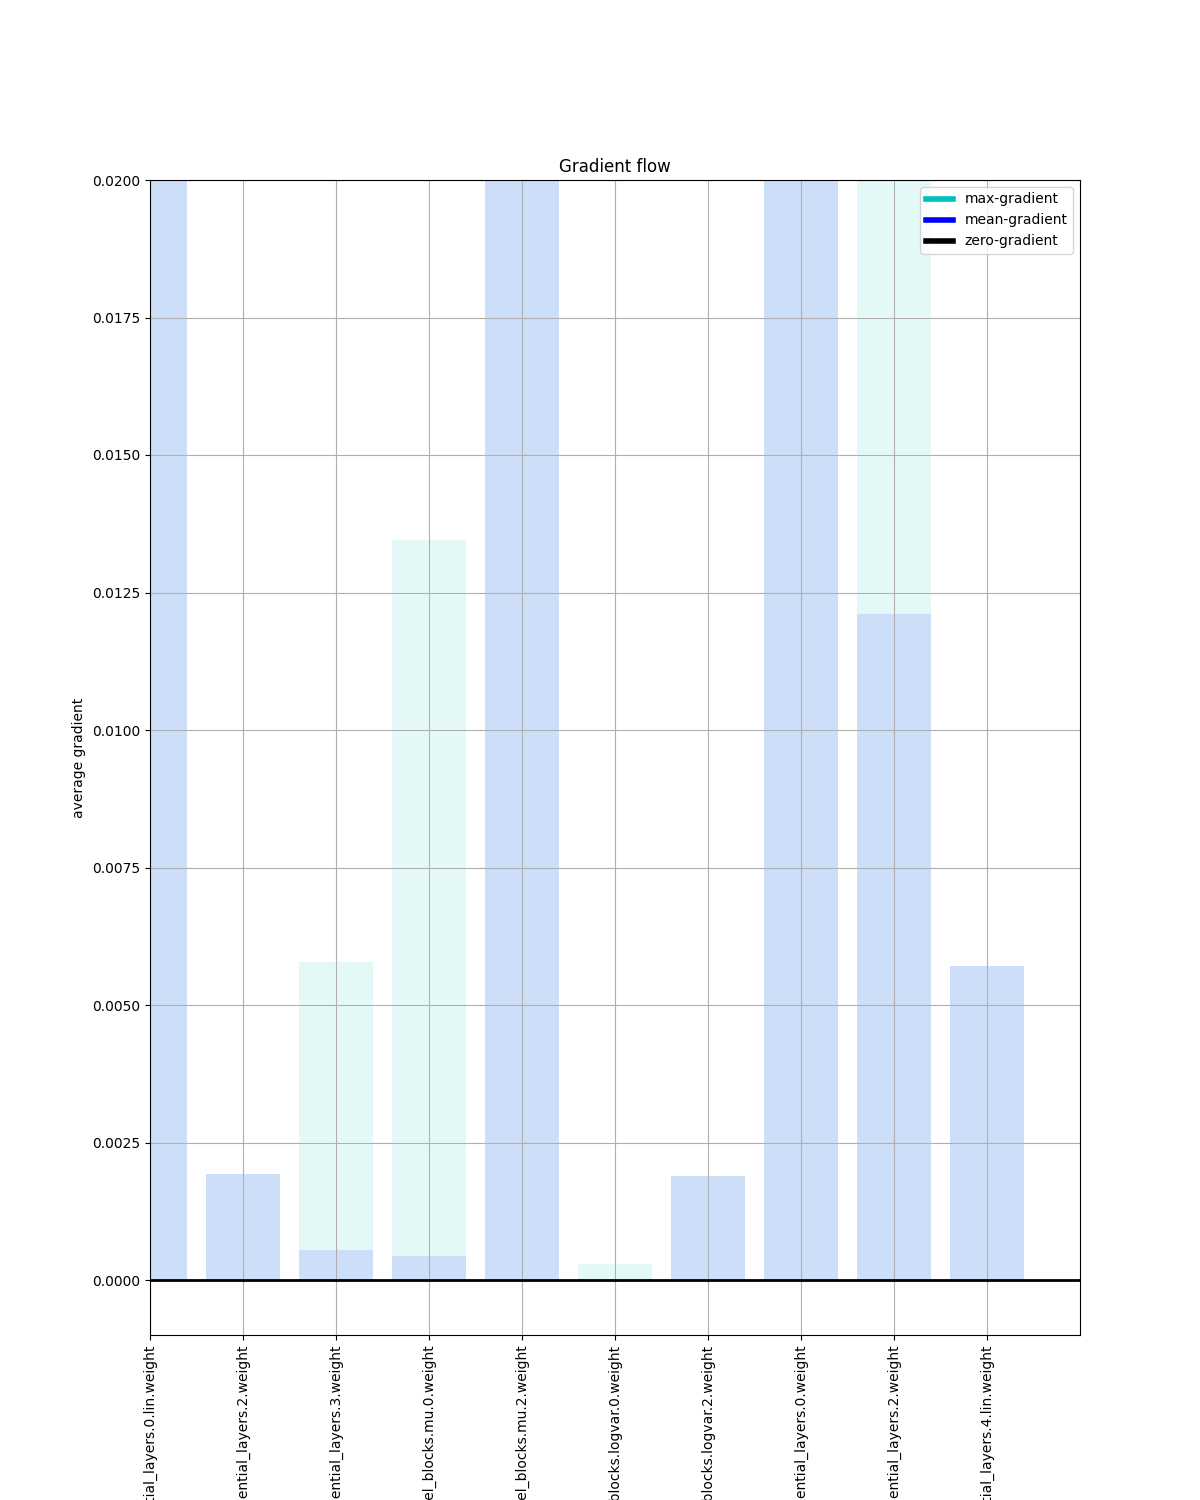 Gradient flow
max-gradient
mean-gradient
zero-gradient
average gradient
0.0200
0.0175
0.0150
0.0125
0.0100
0.0075
0.0050
0.0025
0.0000
tial_layers.0.lin.weight
ential_layers.2.weight
ential_layers.3.weight
el_blocks.mu.0.weight
el_blocks.mu.2.weight
blocks.logvar.0.weight
blocks.logvar.2.weight
ential_layers.0.weight
ential_layers.2.weight
tial_layers.4.lin.weight